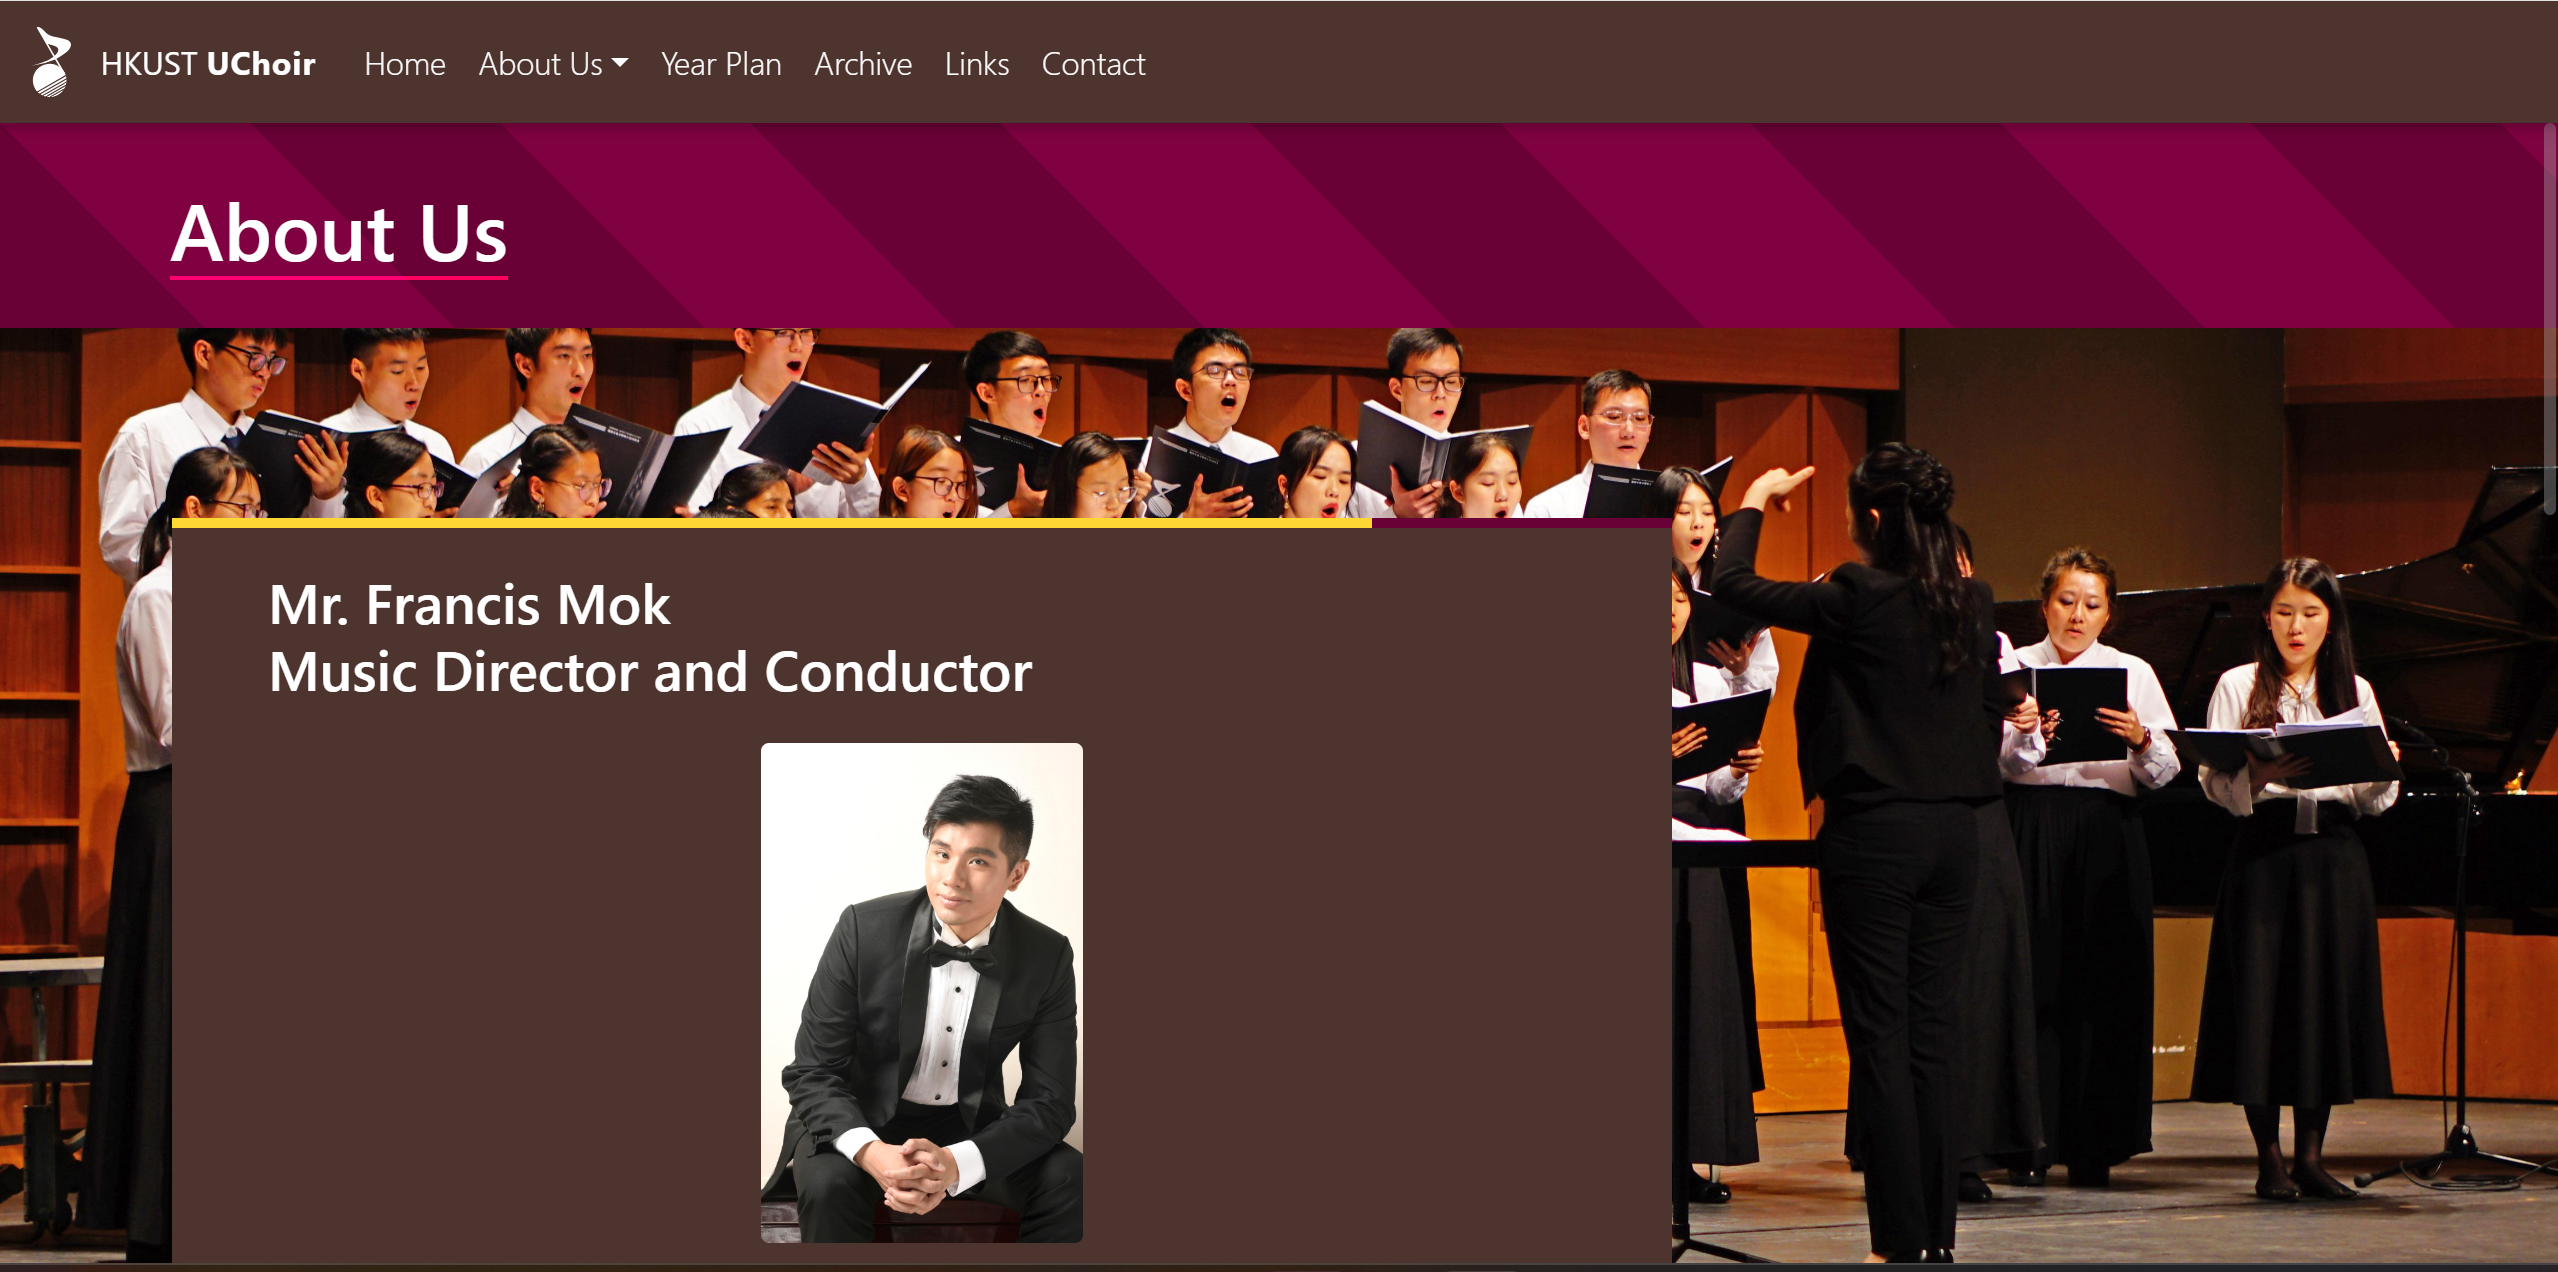 HKUST UChoir Home About Us Year Plan Archive Links Contact
About Us
Mr. Francis Mok
Music Director and Conductor